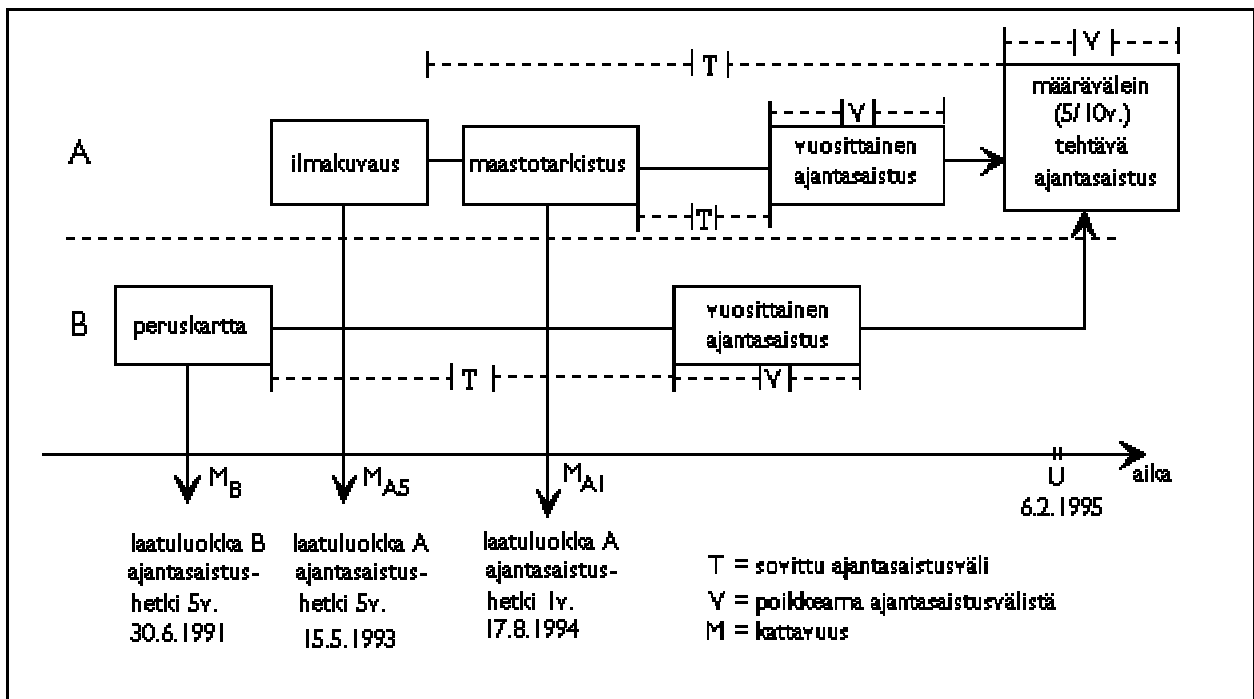 V
T
määrävälein
(5/10v.)
tehtävä
ajantasaistus
A
ilmakuvaus
maastotarkistus
V
vuosittainen
ajantasaistus
T
B
peruskartta
vuosittainen
ajantasaistus
T
V
M_B
M_A5
M_A1
U
aika
6.2.1995
laatuluokka B
ajantasaistus-
hetki 5v.
30.6.1991
laatuluokka A
ajantasaistus-
hetki 5v.
15.5.1993
laatuluokka A
ajantasaistus-
hetki 1v.
17.8.1994
T = sovittu ajantasaistusväli
V = poikkeama ajantasaistusvälistä
M = kattavuus